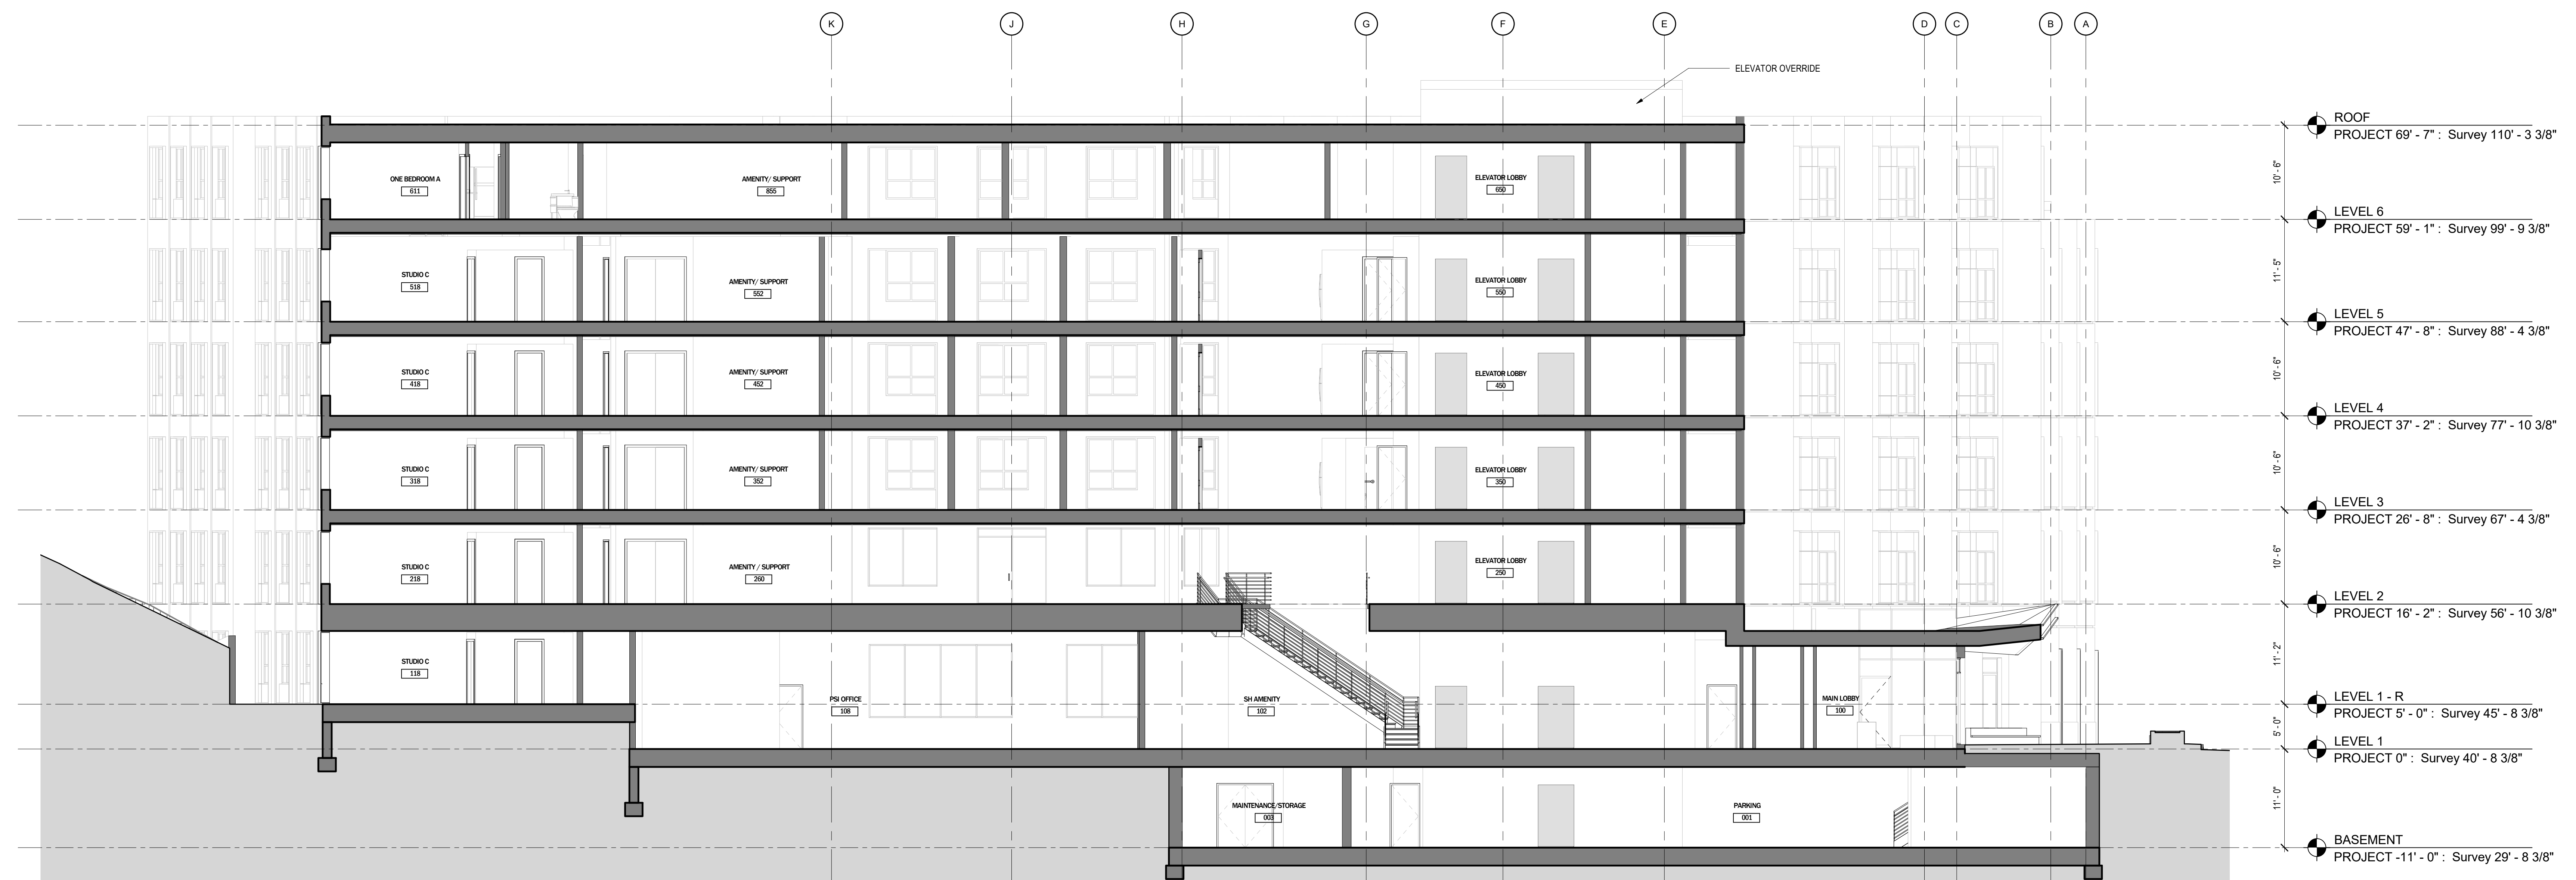 K
J
H
G
F
E
D
C
B
A
ELEVATOR OVERRIDE
ROOF
PROJECT 69' - 7" : Survey 110' - 3 3/8"
10' - 6"
ONE BEDROOM A
611
AMENITY/ SUPPORT
855
ELEVATOR LOBBY
650
LEVEL 6
PROJECT 59' - 1" : Survey 99' - 9 3/8"
11' - 5"
STUDIO C
518
AMENITY/ SUPPORT
552
ELEVATOR LOBBY
550
LEVEL 5
PROJECT 47' - 8" : Survey 88' - 4 3/8"
10' - 6"
STUDIO C
418
AMENITY/ SUPPORT
452
ELEVATOR LOBBY
450
LEVEL 4
PROJECT 37' - 2" : Survey 77' - 10 3/8"
10' - 6"
STUDIO C
318
AMENITY/ SUPPORT
352
ELEVATOR LOBBY
350
LEVEL 3
PROJECT 26' - 8" : Survey 67' - 4 3/8"
10' - 6"
STUDIO C
218
AMENITY / SUPPORT
260
ELEVATOR LOBBY
250
LEVEL 2
PROJECT 16' - 2" : Survey 56' - 10 3/8"
11' - 2"
STUDIO C
118
PSI OFFICE
108
SH AMENITY
102
MAIN LOBBY
100
LEVEL 1 - R
PROJECT 5' - 0" : Survey 45' - 8 3/8"
5' - 0"
LEVEL 1
PROJECT 0" : Survey 40' - 8 3/8"
11' - 0"
MAINTENANCE/STORAGE
003
PARKING
001
BASEMENT
PROJECT -11' - 0" : Survey 29' - 8 3/8"